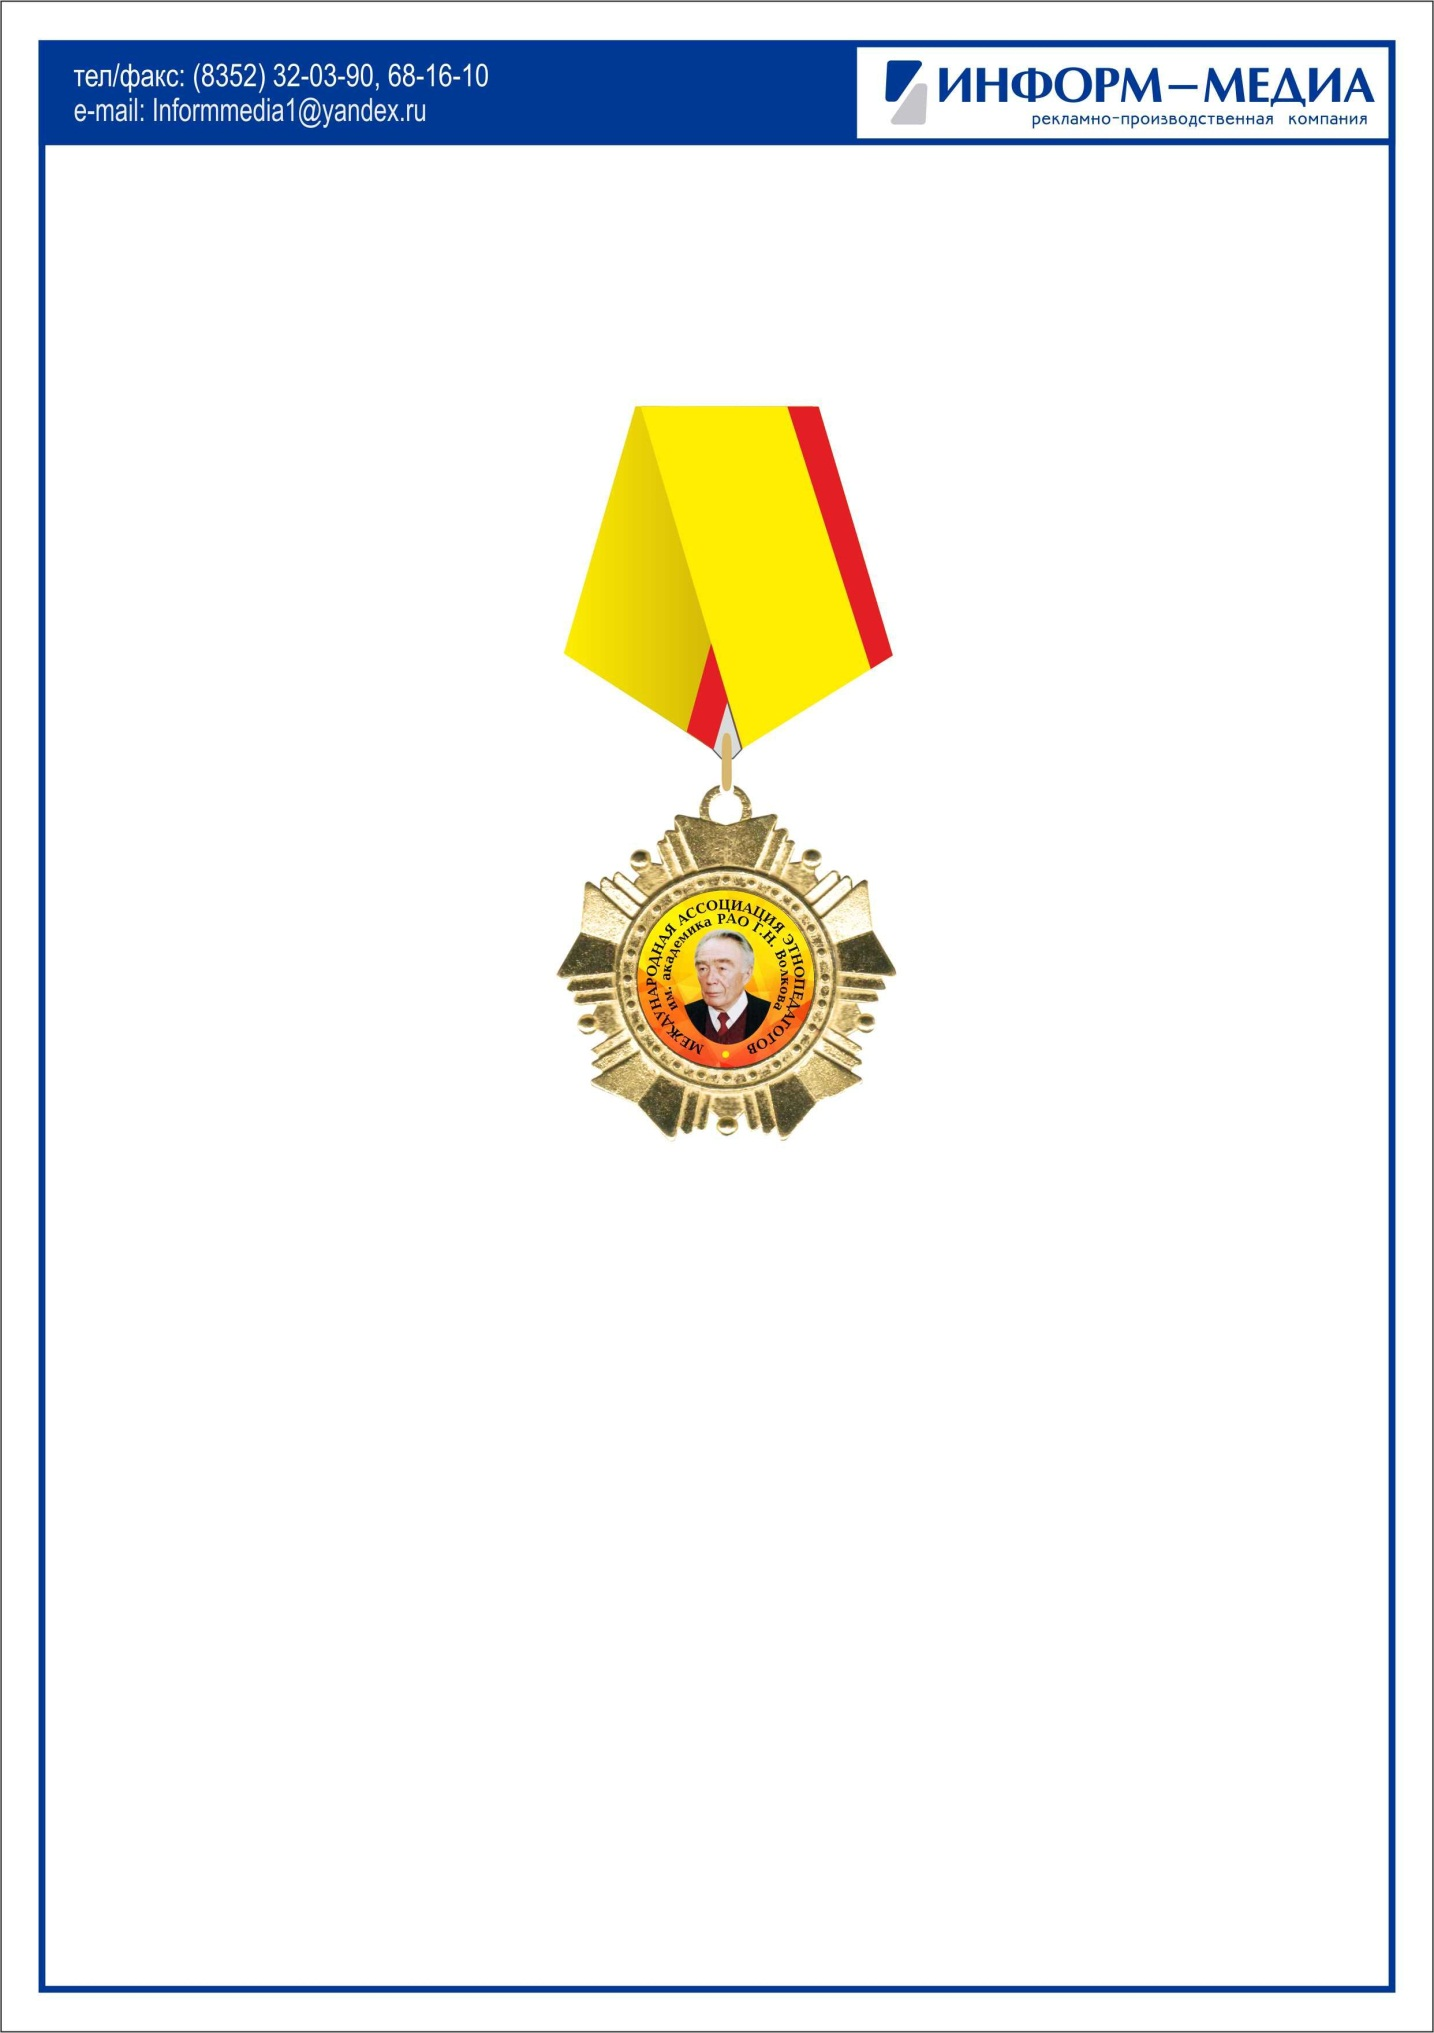 тел/факс: (8352) 32-03-90, 68-16-10
e-mail: Informmedia1@yandex.ru
ИНФОРМ-МЕДИА
рекламно-производственная компания
МЕЖДУНАРОДНАЯ АССОЦИАЦИЯ ЭТНОПЕДАГОГОВ
им. академика РАО Г.Н. Волкова